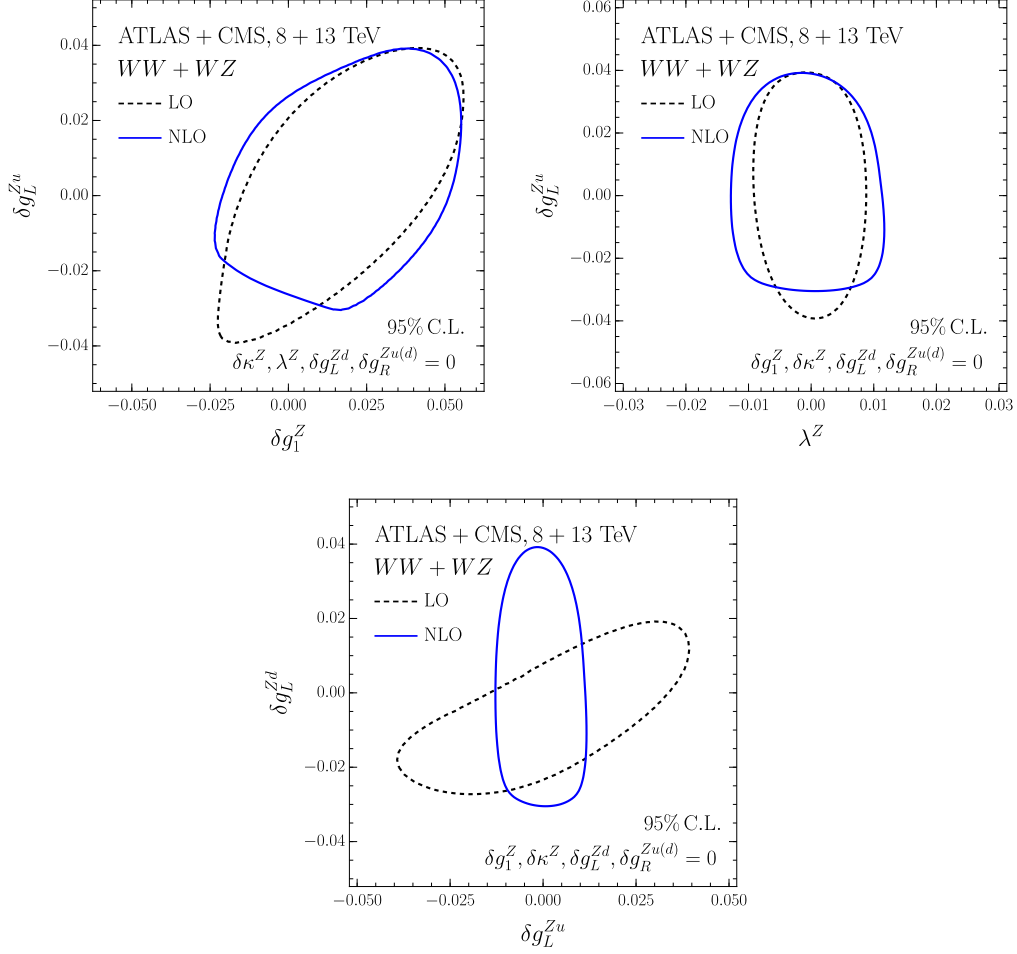 ATLAS + CMS, 8 + 13 TeV
WW + WZ
LO
NLO
95% C.L.
δκ^Z, λ^Z, δg_L^{Zd}, δg_R^{Zu(d)} = 0
0.04
0.02
0.00
−0.02
−0.04
δg_L^{Zu}
−0.050
−0.025
0.000
0.025
0.050
δg_1^Z
ATLAS + CMS, 8 + 13 TeV
WW + WZ
LO
NLO
95% C.L.
δg_1^Z, δκ^Z, δg_L^{Zd}, δg_R^{Zu(d)} = 0
0.06
0.04
0.02
0.00
−0.02
−0.04
−0.06
δg_L^{Zu}
−0.03
−0.02
−0.01
0.00
0.01
0.02
0.03
λ^Z
ATLAS + CMS, 8 + 13 TeV
WW + WZ
LO
NLO
95% C.L.
δg_1^Z, δκ^Z, δg_L^{Zd}, δg_R^{Zu(d)} = 0
0.04
0.02
0.00
−0.02
−0.04
δg_L^{Zd}
−0.050
−0.025
0.000
0.025
0.050
δg_L^{Zu}